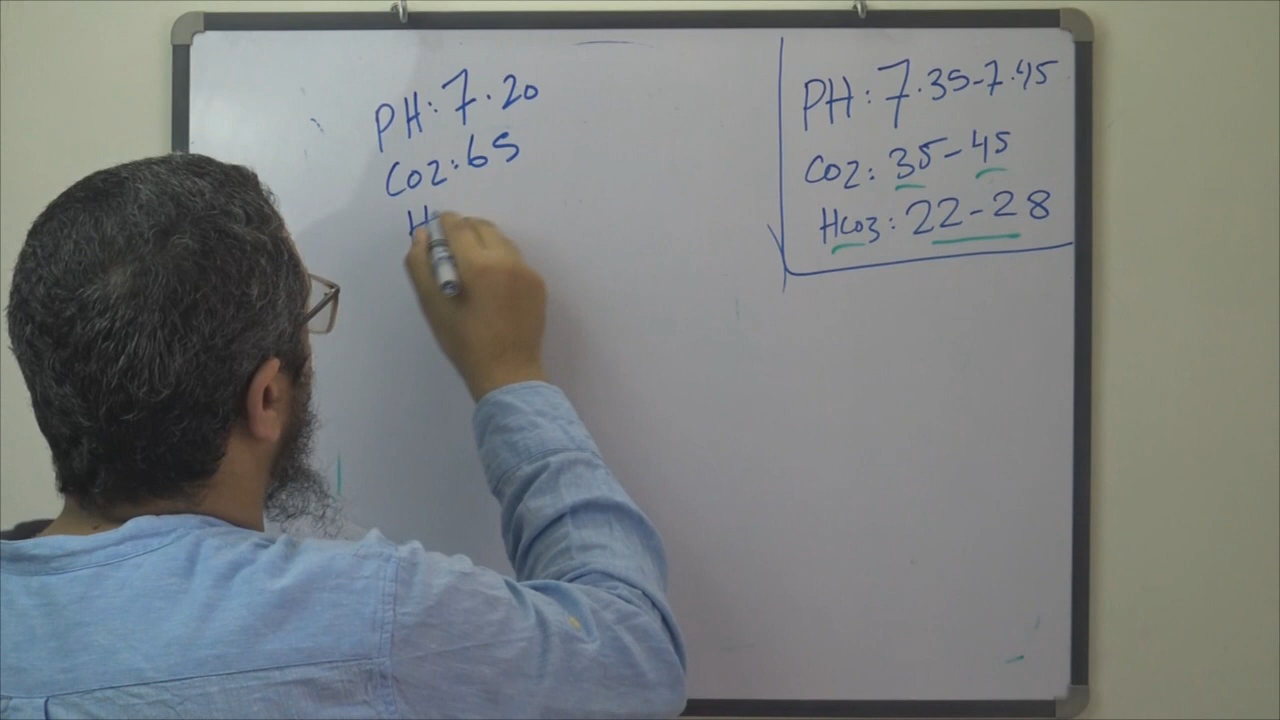 PH: 7.20
CO2: 65
H
PH: 7.35-7.45
CO2: 35-45
HCO3: 22-28